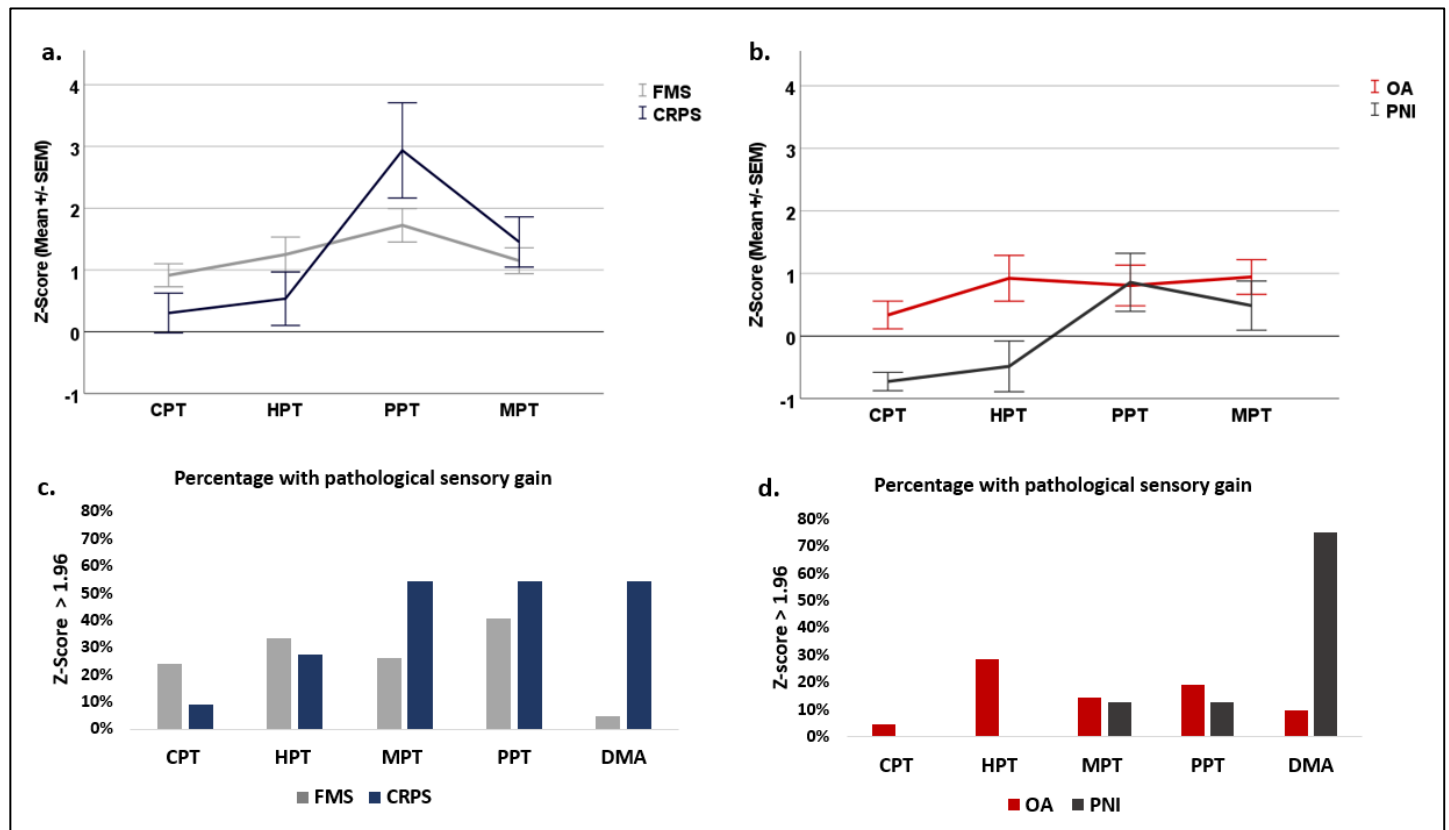 a.
Z-Score (Mean +/- SEM)
4
3
2
1
0
-1
CPT HPT PPT MPT
FMS
CRPS
b.
Z-Score (Mean +/- SEM)
4
3
2
1
0
-1
CPT HPT PPT MPT
OA
PNI
c.
Percentage with pathological sensory gain
Z-Score > 1.96
80%
70%
60%
50%
40%
30%
20%
10%
0%
CPT HPT MPT PPT DMA
FMS CRPS
d.
Percentage with pathological sensory gain
Z-score > 1.96
80%
70%
60%
50%
40%
30%
20%
10%
0%
CPT HPT MPT PPT DMA
OA PNI